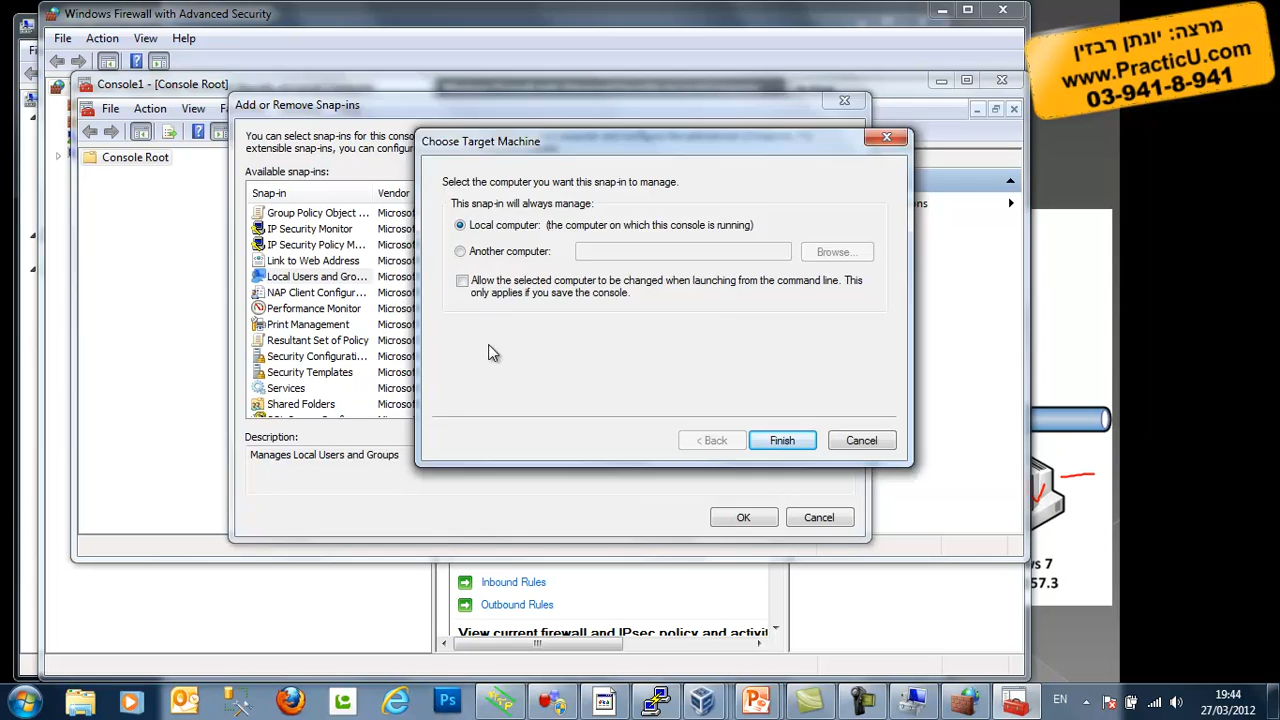 Windows Firewall with Advanced Security
File Action View Help
מרצה: יונתן רבזין
www.PracticU.com
03-941-8-941
Console1 - [Console Root]
File Action View
Console Root
Add or Remove Snap-ins
You can select snap-ins for this cons
extensible snap-ins, you can configur
Available snap-ins:
Snap-in Vendor
Group Policy Object ... Microsof
IP Security Monitor Microsof
IP Security Policy M... Microsof
Link to Web Address Microsof
Local Users and Gro... Microsof
NAP Client Configur... Microsof
Performance Monitor Microsof
Print Management Microsof
Resultant Set of Policy Microsof
Security Configurati... Microsof
Security Templates Microsof
Services Microsof
Shared Folders Microsof
Description:
Manages Local Users and Groups
OK Cancel
Choose Target Machine
Select the computer you want this snap-in to manage.
This snap-in will always manage:
Local computer: (the computer on which this console is running)
Another computer: Browse...
Allow the selected computer to be changed when launching from the command line. This
only applies if you save the console.
< Back Finish Cancel
ons
Inbound Rules
Outbound Rules
View current firewall and IPsec policy and activit
ws 7
57.3
Ps
EN
19:44
27/03/2012